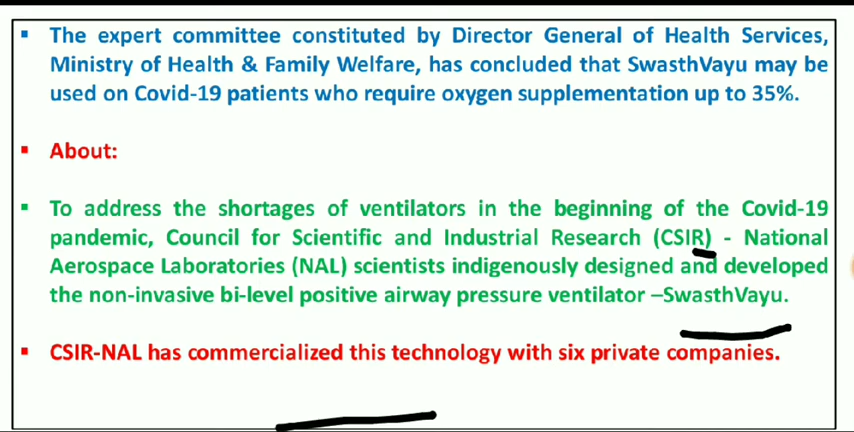 ▪ The expert committee constituted by Director General of Health Services,
Ministry of Health & Family Welfare, has concluded that SwasthVayu may be
used on Covid-19 patients who require oxygen supplementation up to 35%.
▪ About:
▪ To address the shortages of ventilators in the beginning of the Covid-19
pandemic, Council for Scientific and Industrial Research (CSIR) - National
Aerospace Laboratories (NAL) scientists indigenously designed and developed
the non-invasive bi-level positive airway pressure ventilator –SwasthVayu.
▪ CSIR-NAL has commercialized this technology with six private companies.